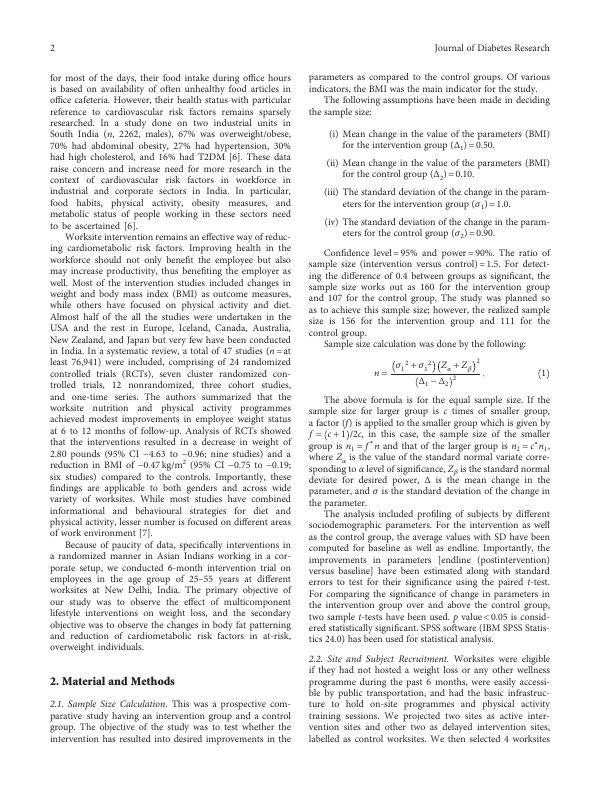 2
Journal of Diabetes Research
for most of the days, their food intake during office hours
is based on availability of often unhealthy food articles in
office cafeteria. However, their health status with particular
reference to cardiovascular risk factors remains sparsely
researched. In a study done on two industrial units in
South India (n, 2262, males), 67% was overweight/obese,
70% had abdominal obesity, 27% had hypertension, 30%
had high cholesterol, and 16% had T2DM [6]. These data
raise concern and increase need for more research in the
context of cardiovascular risk factors in workforce in
industrial and corporate sectors in India. In particular,
food habits, physical activity, obesity measures, and
metabolic status of people working in these sectors need
to be ascertained [6].
Worksite intervention remains an effective way of reduc-
ing cardiometabolic risk factors. Improving health in the
workforce should not only benefit the employee but also
may increase productivity, thus benefiting the employer as
well. Most of the intervention studies included changes in
weight and body mass index (BMI) as outcome measures,
while others have focused on physical activity and diet.
Almost half of the all the studies were undertaken in the
USA and the rest in Europe, Iceland, Canada, Australia,
New Zealand, and Japan but very few have been conducted
in India. In a systematic review, a total of 47 studies (n = at
least 76,941) were included, comprising of 24 randomized
controlled trials (RCTs), seven cluster randomized con-
trolled trials, 12 nonrandomized, three cohort studies,
and one-time series. The authors summarized that the
worksite nutrition and physical activity programmes
achieved modest improvements in employee weight status
at 6 to 12 months of follow-up. Analysis of RCTs showed
that the interventions resulted in a decrease in weight of
2.80 pounds (95% CI −4.63 to −0.96; nine studies) and a
reduction in BMI of −0.47 kg/m² (95% CI −0.75 to −0.19;
six studies) compared to the controls. Importantly, these
findings are applicable to both genders and across wide
variety of worksites. While most studies have combined
informational and behavioural strategies for diet and
physical activity, lesser number is focused on different areas
of work environment [7].
Because of paucity of data, specifically interventions in
a randomized manner in Asian Indians working in a cor-
porate setup, we conducted 6-month intervention trial on
employees in the age group of 25–55 years at different
worksites at New Delhi, India. The primary objective of
our study was to observe the effect of multicomponent
lifestyle interventions on weight loss, and the secondary
objective was to observe the changes in body fat patterning
and reduction of cardiometabolic risk factors in at-risk,
overweight individuals.
2. Material and Methods
2.1. Sample Size Calculation. This was a prospective com-
parative study having an intervention group and a control
group. The objective of the study was to test whether the
intervention has resulted into desired improvements in the
parameters as compared to the control groups. Of various
indicators, the BMI was the main indicator for the study.
The following assumptions have been made in deciding
the sample size:
(i) Mean change in the value of the parameters (BMI)
for the intervention group (Δ₁) = 0.50.
(ii) Mean change in the value of the parameters (BMI)
for the control group (Δ₂) = 0.10.
(iii) The standard deviation of the change in the param-
eters for the intervention group (σ₁) = 1.0.
(iv) The standard deviation of the change in the param-
eters for the control group (σ₂) = 0.90.
Confidence level = 95% and power = 90%. The ratio of
sample size (intervention versus control) = 1.5. For detect-
ing the difference of 0.4 between groups as significant, the
sample size works out as 160 for the intervention group
and 107 for the control group. The study was planned so
as to achieve this sample size; however, the realized sample
size is 156 for the intervention group and 111 for the
control group.
Sample size calculation was done by the following:
n = (σ₁² + σ₁²)(Zα + Zβ)² / (Δ₁ − Δ₂)². (1)
The above formula is for the equal sample size. If the
sample size for larger group is c times of smaller group,
a factor (f) is applied to the smaller group which is given by
f = (c + 1)/2c, in this case, the sample size of the smaller
group is n₁ = f*n and that of the larger group is n₂ = c*n₁,
where Zα is the value of the standard normal variate corre-
sponding to α level of significance, Zβ is the standard normal
deviate for desired power, Δ is the mean change in the
parameter, and σ is the standard deviation of the change in
the parameter.
The analysis included profiling of subjects by different
sociodemographic parameters. For the intervention as well
as the control group, the average values with SD have been
computed for baseline as well as endline. Importantly, the
improvements in parameters [endline (postintervention)
versus baseline] have been estimated along with standard
errors to test for their significance using the paired t-test.
For comparing the significance of change in parameters in
the intervention group over and above the control group,
two sample t-tests have been used. p value < 0.05 is consid-
ered statistically significant. SPSS software (IBM SPSS Statis-
tics 24.0) has been used for statistical analysis.
2.2. Site and Subject Recruitment. Worksites were eligible
if they had not hosted a weight loss or any other wellness
programme during the past 6 months, were easily accessi-
ble by public transportation, and had the basic infrastruc-
ture to hold on-site programmes and physical activity
training sessions. We projected two sites as active inter-
vention sites and other two as delayed intervention sites,
labelled as control worksites. We then selected 4 worksites